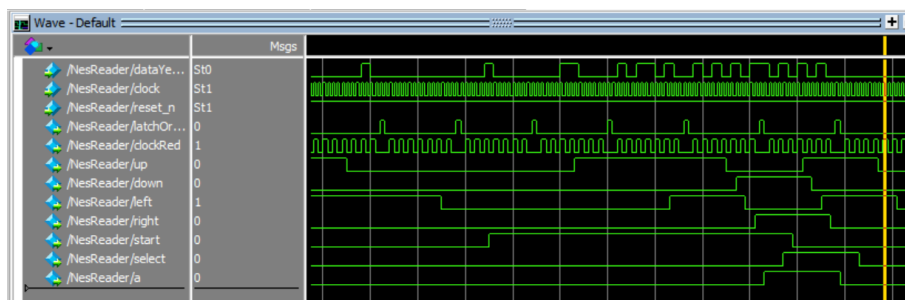 Wave - Default
Msgs
/NesReader/dataYe... St0
/NesReader/clock St1
/NesReader/reset_n St1
/NesReader/latchOr... 0
/NesReader/clockRed 1
/NesReader/up 0
/NesReader/down 0
/NesReader/left 1
/NesReader/right 0
/NesReader/start 0
/NesReader/select 0
/NesReader/a 0